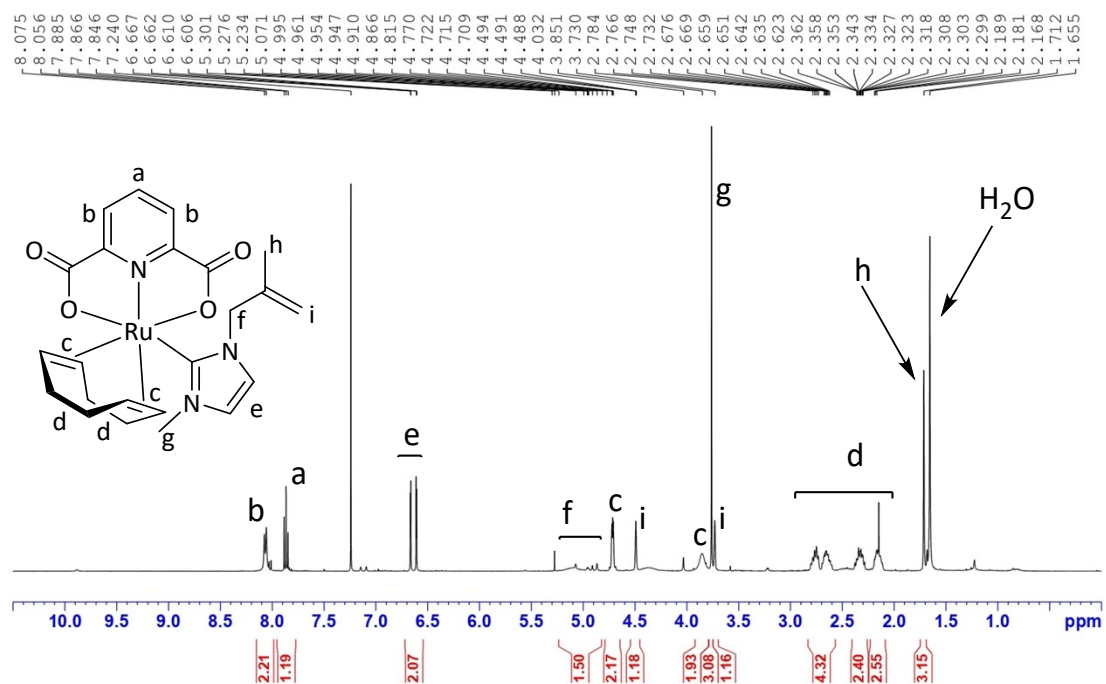 8.075
8.056
7.885
7.866
7.846
7.240
6.667
6.662
6.610
6.606
5.301
5.276
5.234
5.071
4.995
4.961
4.954
4.947
4.910
4.866
4.815
4.770
4.722
4.715
4.709
4.494
4.491
4.488
4.032
3.851
3.730
2.784
2.766
2.748
2.732
2.676
2.669
2.659
2.651
2.642
2.635
2.623
2.362
2.358
2.353
2.343
2.334
2.327
2.323
2.318
2.308
2.303
2.299
2.189
2.181
2.168
1.712
1.655
a
b
b
O
O
N
h
O
O
i
Ru
f
c
N
c
N
e
d
d
g
b
a
e
f
c
i
c
g
i
d
h
H₂O
10.0 9.5 9.0 8.5 8.0 7.5 7.0 6.5 6.0 5.5 5.0 4.5 4.0 3.5 3.0 2.5 2.0 1.5 1.0 ppm
2.21
1.19
2.07
1.50
2.17
1.18
1.93
3.08
1.16
4.32
2.40
2.55
3.15